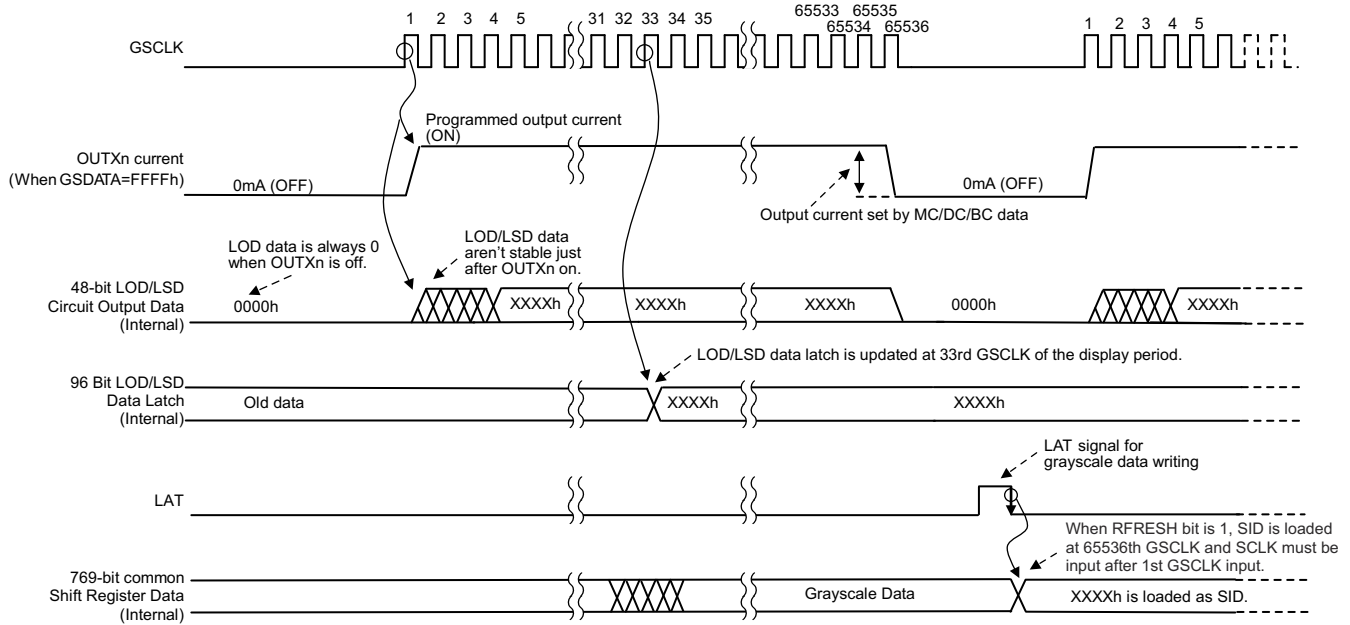 1 2 3 4 5 31 32 33 34 35 65533 65535 1 2 3 4 5
65534 65536
GSCLK
Programmed output current
(ON)
OUTXn current
(When GSDATA=FFFFh)
0mA (OFF)
0mA (OFF)
Output current set by MC/DC/BC data
LOD data is always 0
when OUTXn is off.
LOD/LSD data
aren't stable just
after OUTXn on.
48-bit LOD/LSD
Circuit Output Data
(Internal)
0000h
XXXXh
XXXXh
XXXXh
0000h
XXXXh
LOD/LSD data latch is updated at 33rd GSCLK of the display period.
96 Bit LOD/LSD
Data Latch
(Internal)
Old data
XXXXh
XXXXh
LAT signal for
grayscale data writing
LAT
When RFRESH bit is 1, SID is loaded
at 65536th GSCLK and SCLK must be
input after 1st GSCLK input.
769-bit common
Shift Register Data
(Internal)
Grayscale Data
XXXXh is loaded as SID.